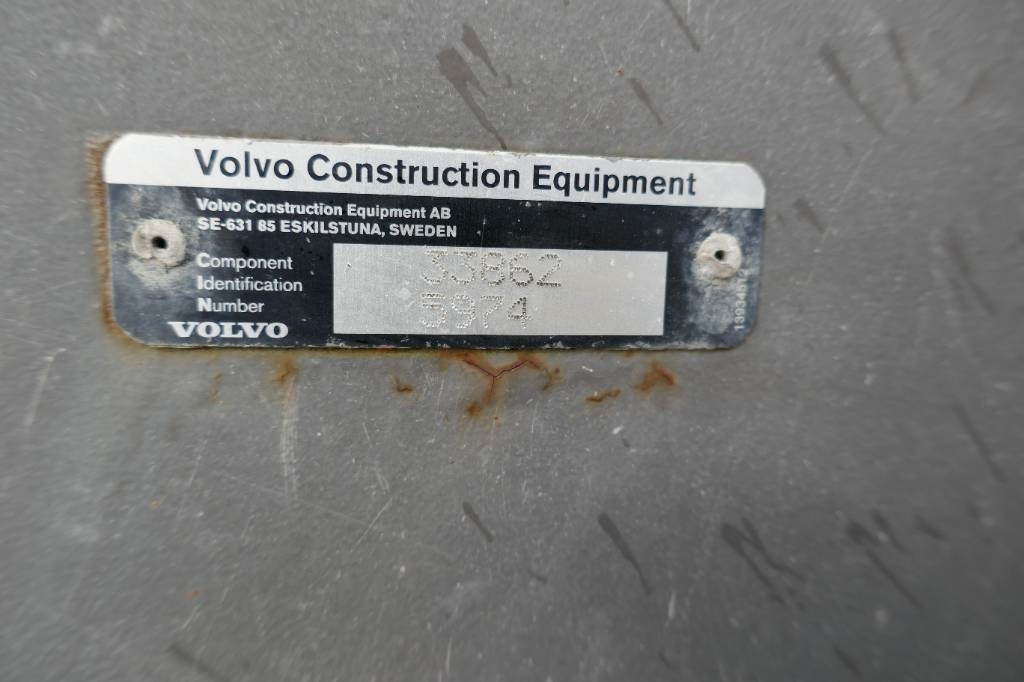 Volvo Construction Equipment
Volvo Construction Equipment AB
SE-631 85 ESKILSTUNA, SWEDEN
Component
Identification
Number
33862
5974
VOLVO